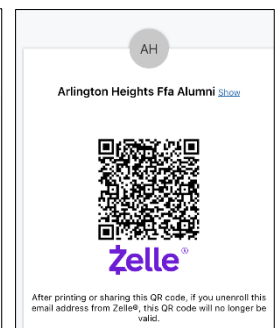 AH
Arlington Heights Ffa Alumni Show
Zelle®
After printing or sharing this QR code, if you unenroll this
email address from Zelle®, this QR code will no longer be
valid.